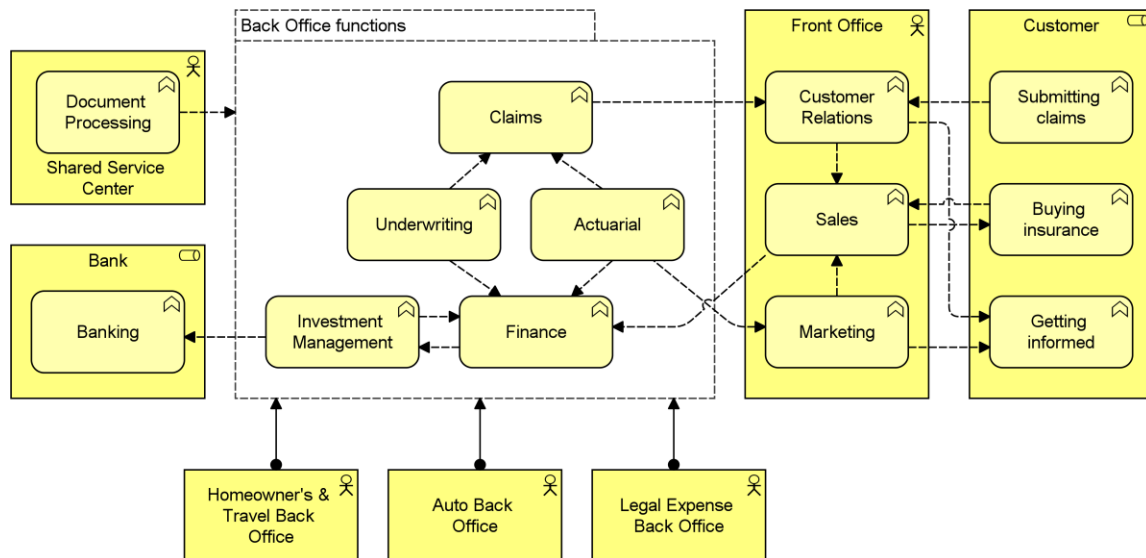 Back Office functions
Front Office
Customer
Document
Processing
Shared Service
Center
Claims
Customer
Relations
Submitting
claims
Underwriting
Actuarial
Sales
Buying
insurance
Bank
Banking
Investment
Management
Finance
Marketing
Getting
informed
Homeowner's &
Travel Back
Office
Auto Back
Office
Legal Expense
Back Office